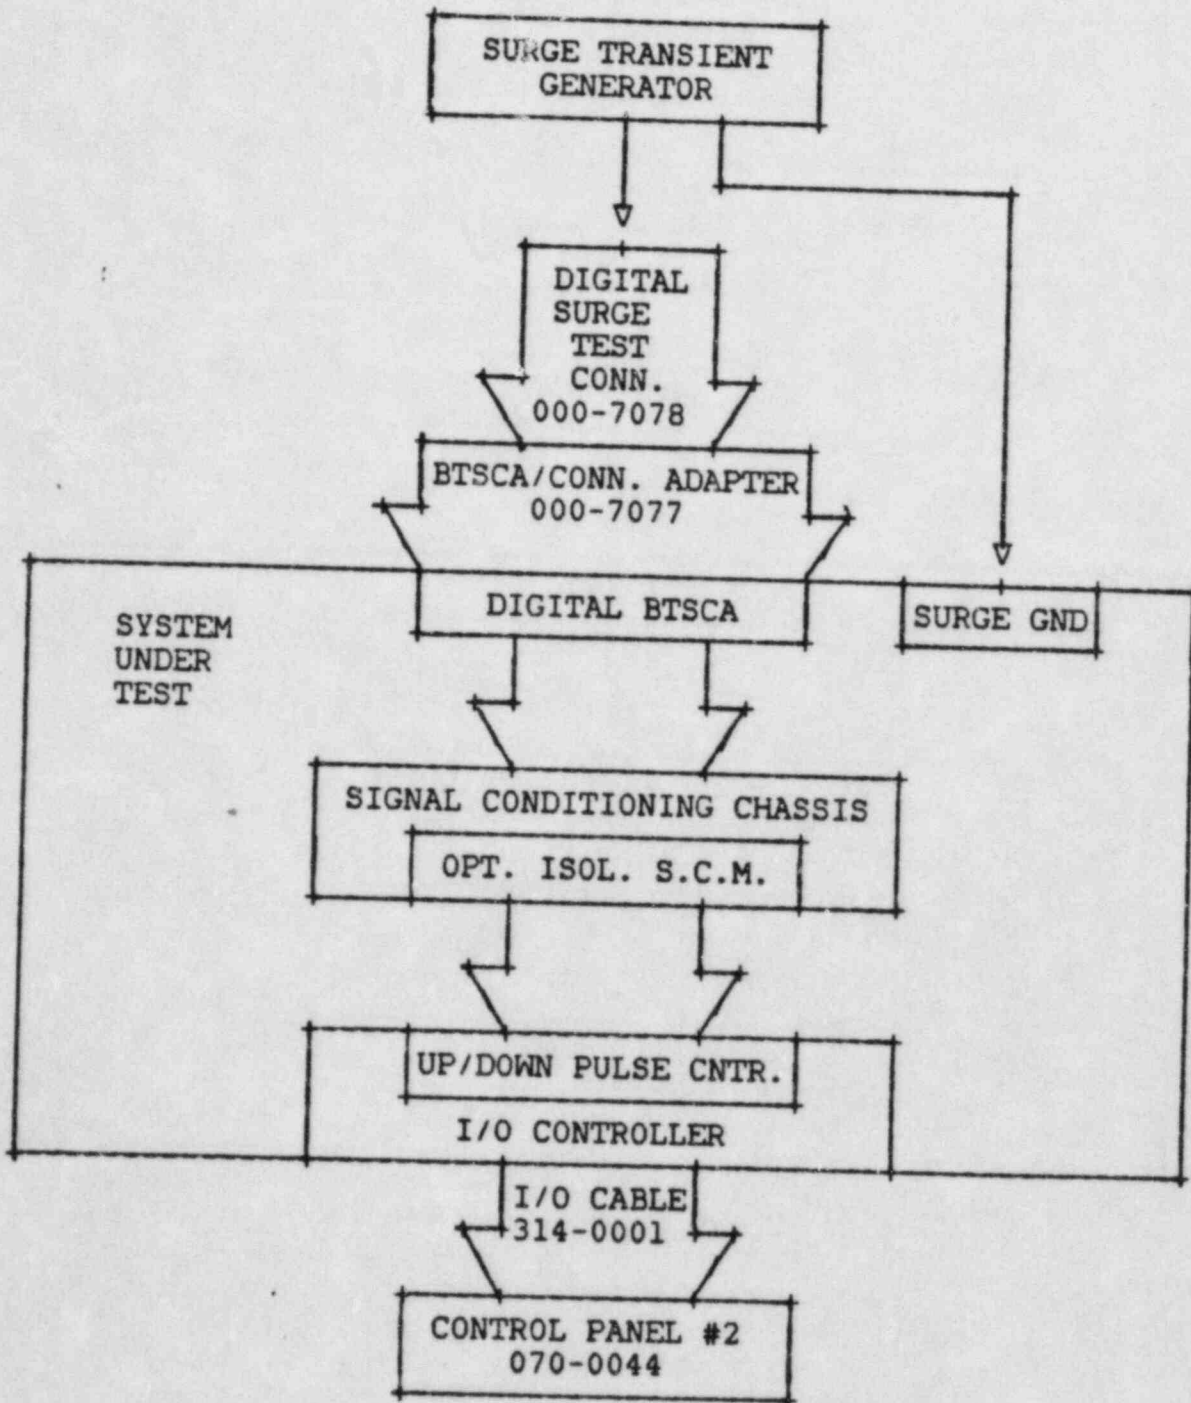 SURGE TRANSIENT
GENERATOR
DIGITAL
SURGE
TEST
CONN.
000-7078
BTSCA/CONN. ADAPTER
000-7077
DIGITAL BTSCA
SURGE GND
SYSTEM
UNDER
TEST
SIGNAL CONDITIONING CHASSIS
OPT. ISOL. S.C.M.
UP/DOWN PULSE CNTR.
I/O CONTROLLER
I/O CABLE
314-0001
CONTROL PANEL #2
070-0044